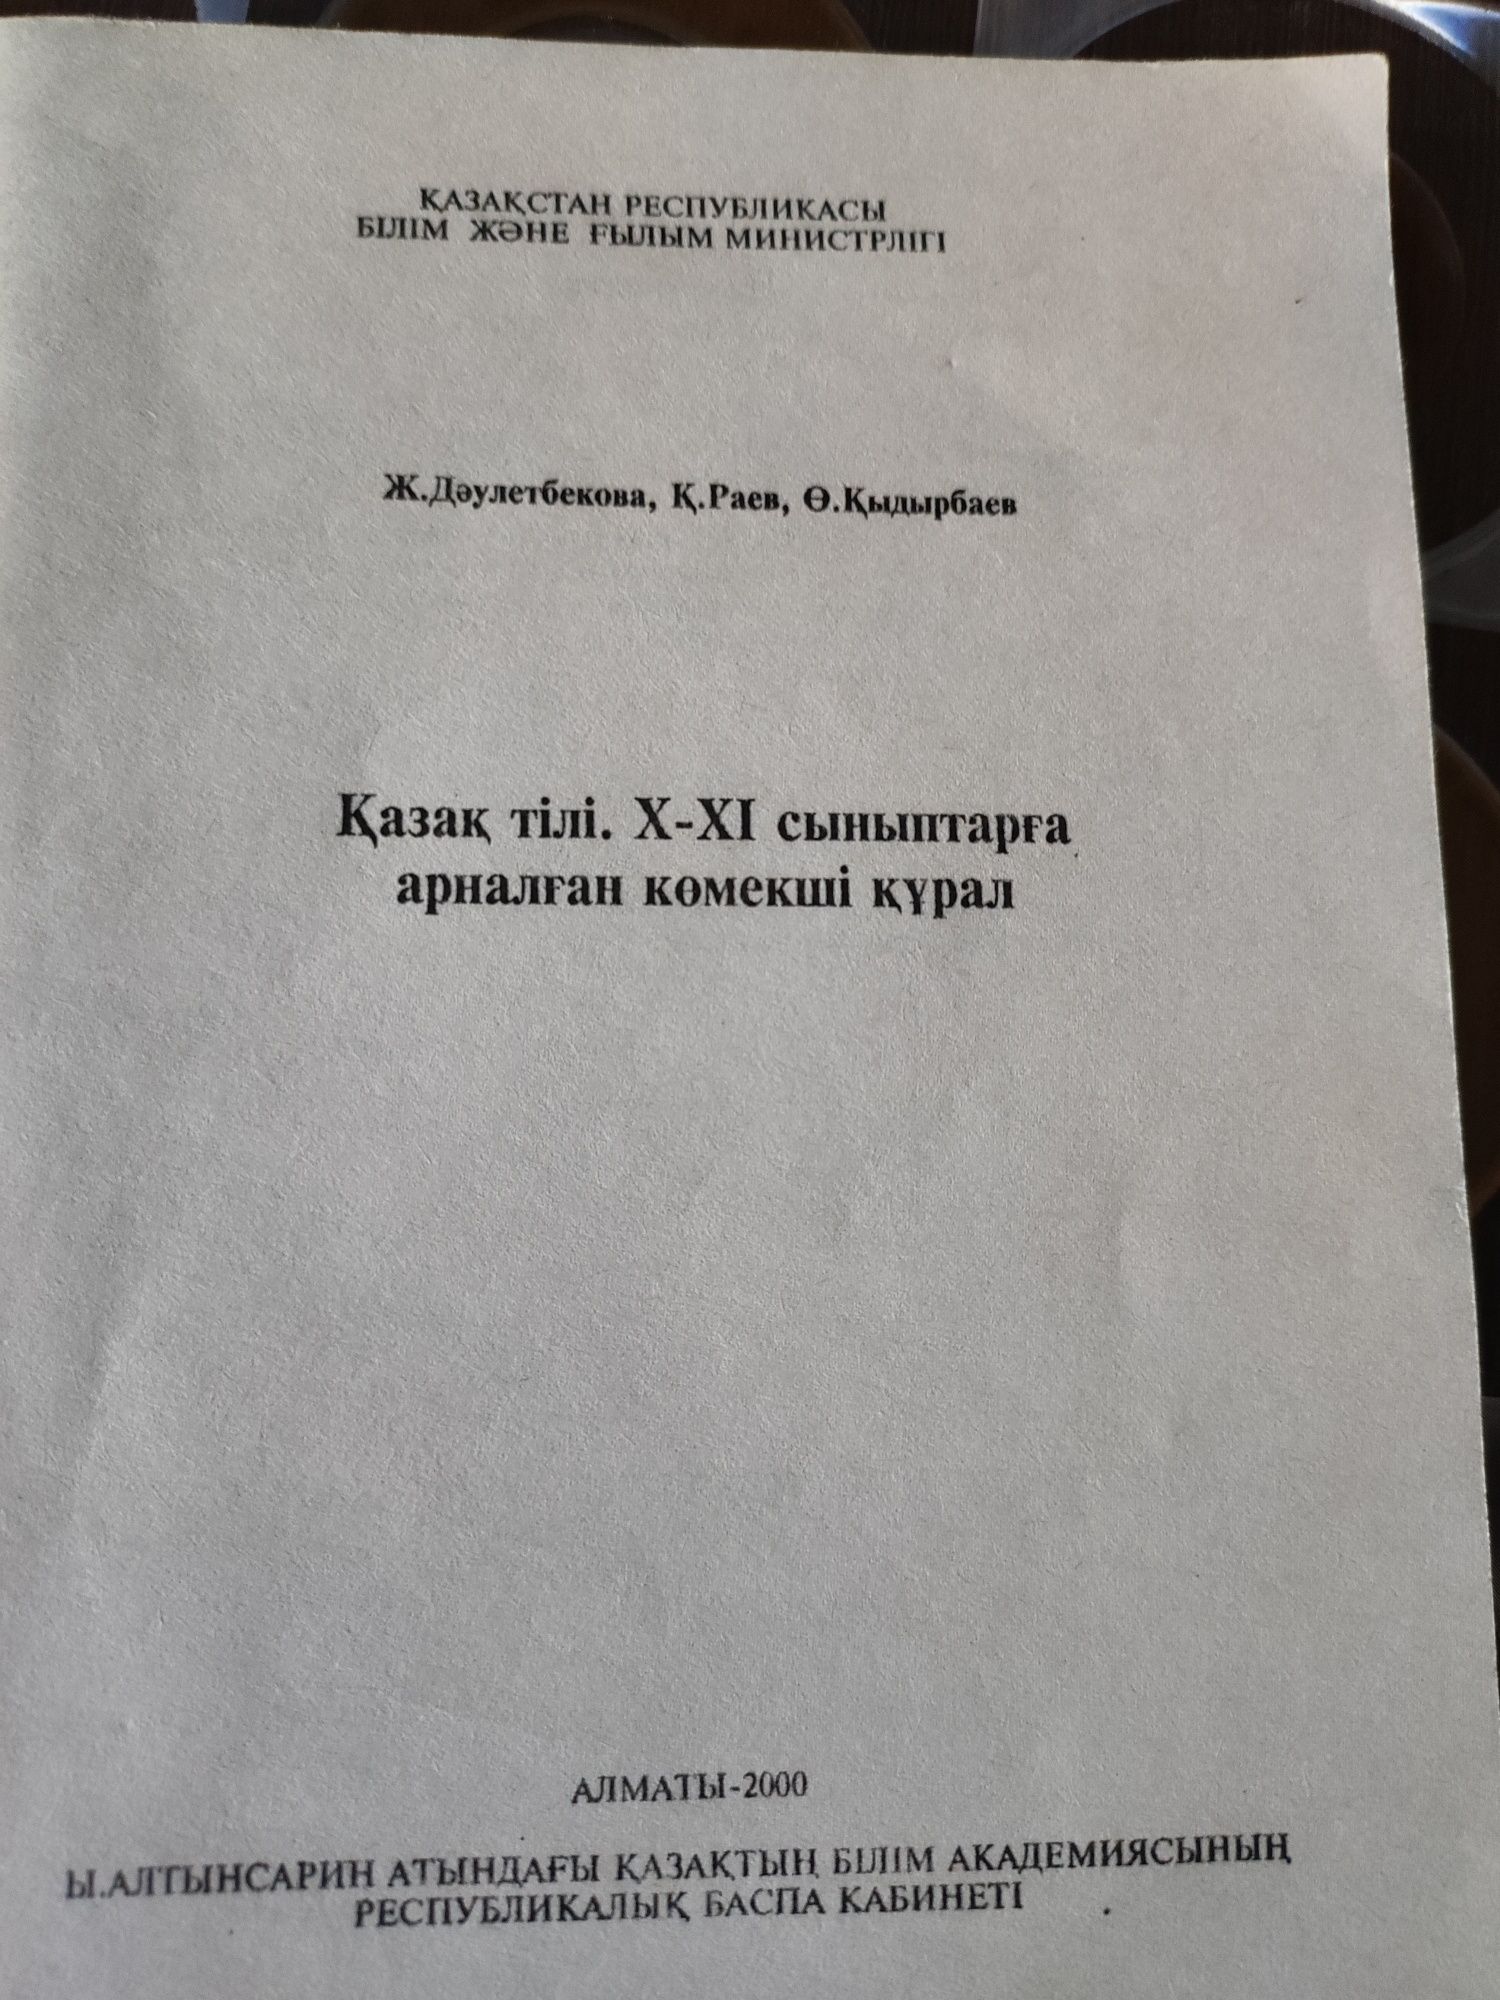 ҚАЗАҚСТАН РЕСПУБЛИКАСЫ
БІЛІМ ЖӘНЕ ҒЫЛЫМ МИНИСТРЛІГІ
Ж.Дәулетбекова, Қ.Раев, Ө.Қыдырбаев
Қазақ тілі. X-XI сыныптарға
арналған көмекші құрал
АЛМАТЫ-2000
Ы.АЛТЫНСАРИН АТЫНДАҒЫ ҚАЗАҚТЫҢ БІЛІМ АКАДЕМИЯСЫНЫҢ
РЕСПУБЛИКАЛЫҚ БАСПА КАБИНЕТІ